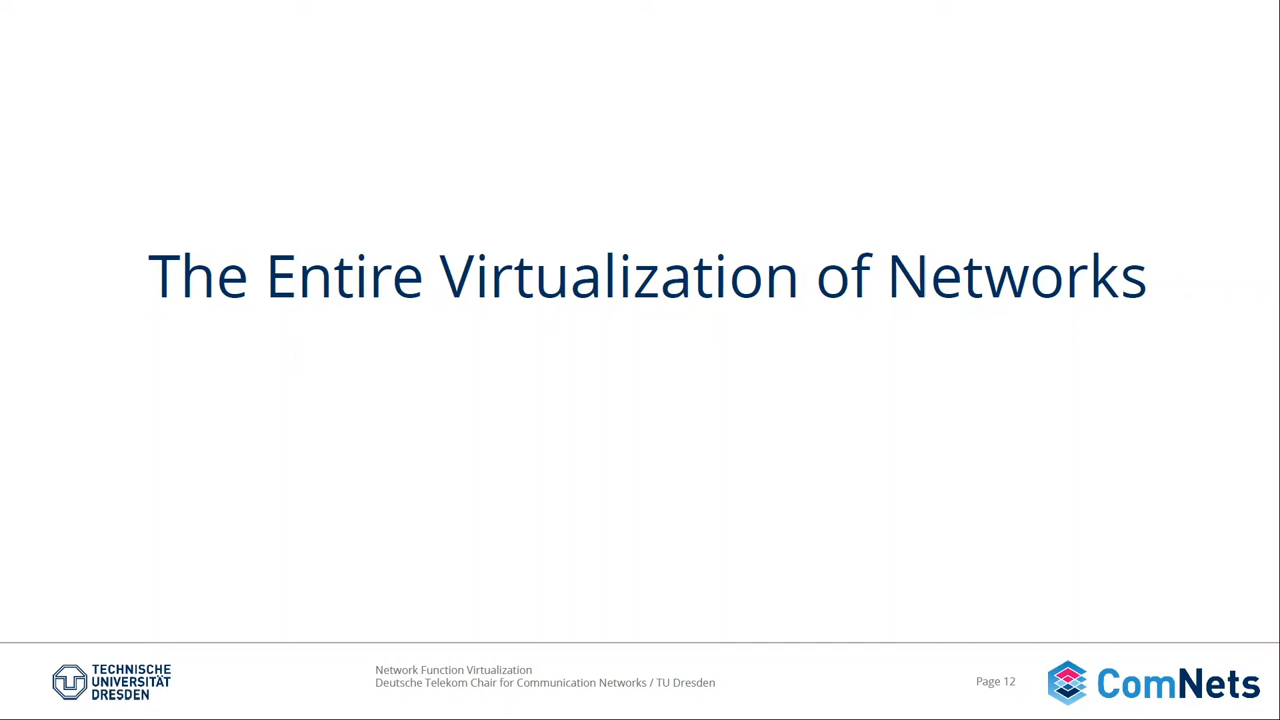 The Entire Virtualization of Networks
TECHNISCHE
UNIVERSITÄT
DRESDEN
Network Function Virtualization
Deutsche Telekom Chair for Communication Networks / TU Dresden
Page 12
ComNets